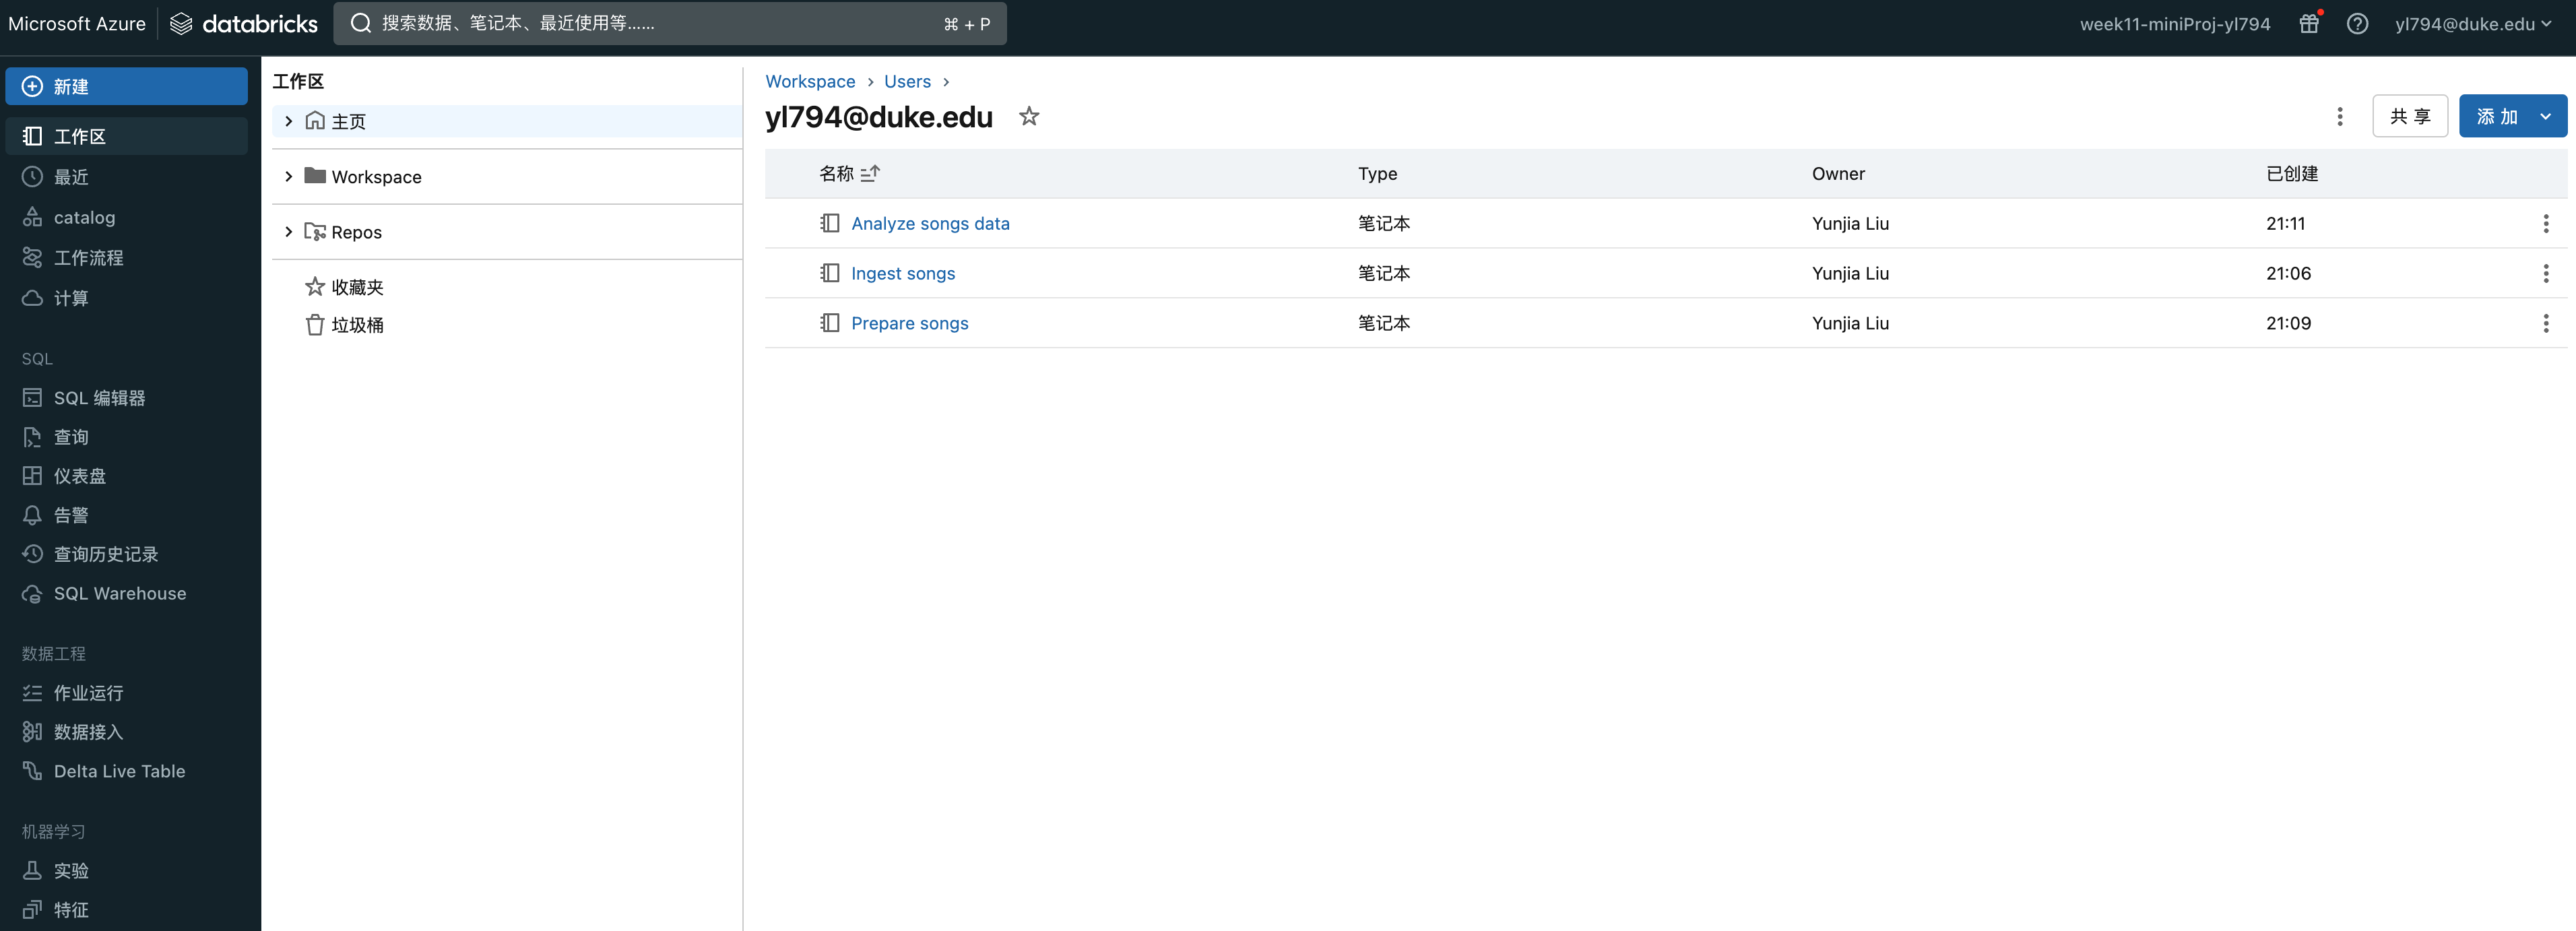 Microsoft Azure databricks 搜索数据、笔记本、最近使用等...... ⌘ + P week11-miniProj-yl794 yl794@duke.edu
新建
工作区
最近
catalog
工作流程
计算
SQL
SQL 编辑器
查询
仪表盘
告警
查询历史记录
SQL Warehouse
数据工程
作业运行
数据接入
Delta Live Table
机器学习
实验
特征
工作区
主页
Workspace
Repos
收藏夹
垃圾桶
Workspace > Users >
yl794@duke.edu
共享 添加
名称 Type Owner 已创建
Analyze songs data 笔记本 Yunjia Liu 21:11
Ingest songs 笔记本 Yunjia Liu 21:06
Prepare songs 笔记本 Yunjia Liu 21:09